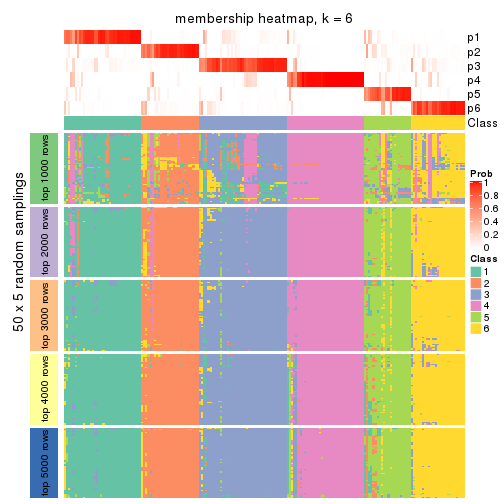 membership heatmap, k = 6
p1
p2
p3
p4
p5
p6
Class
50 x 5 random samplings
top 1000 rows
top 2000 rows
top 3000 rows
top 4000 rows
top 5000 rows
Prob
1
0.8
0.6
0.4
0.2
0
Class
1
2
3
4
5
6